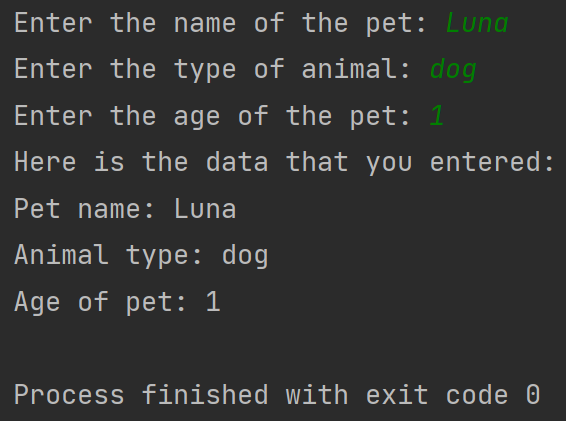 Enter the name of the pet: Luna
Enter the type of animal: dog
Enter the age of the pet: 1
Here is the data that you entered:
Pet name: Luna
Animal type: dog
Age of pet: 1
Process finished with exit code 0